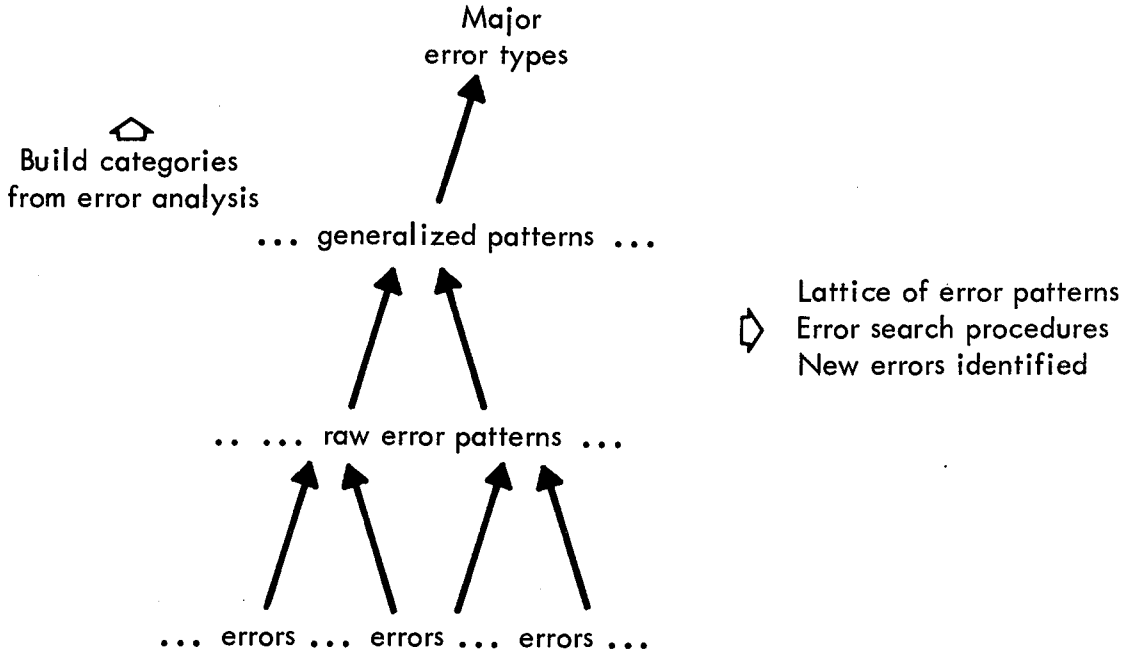 Major
error types
Build categories
from error analysis
... generalized patterns ...
Lattice of error patterns
Error search procedures
New errors identified
.. ... raw error patterns ...
... errors ... errors ... errors ...